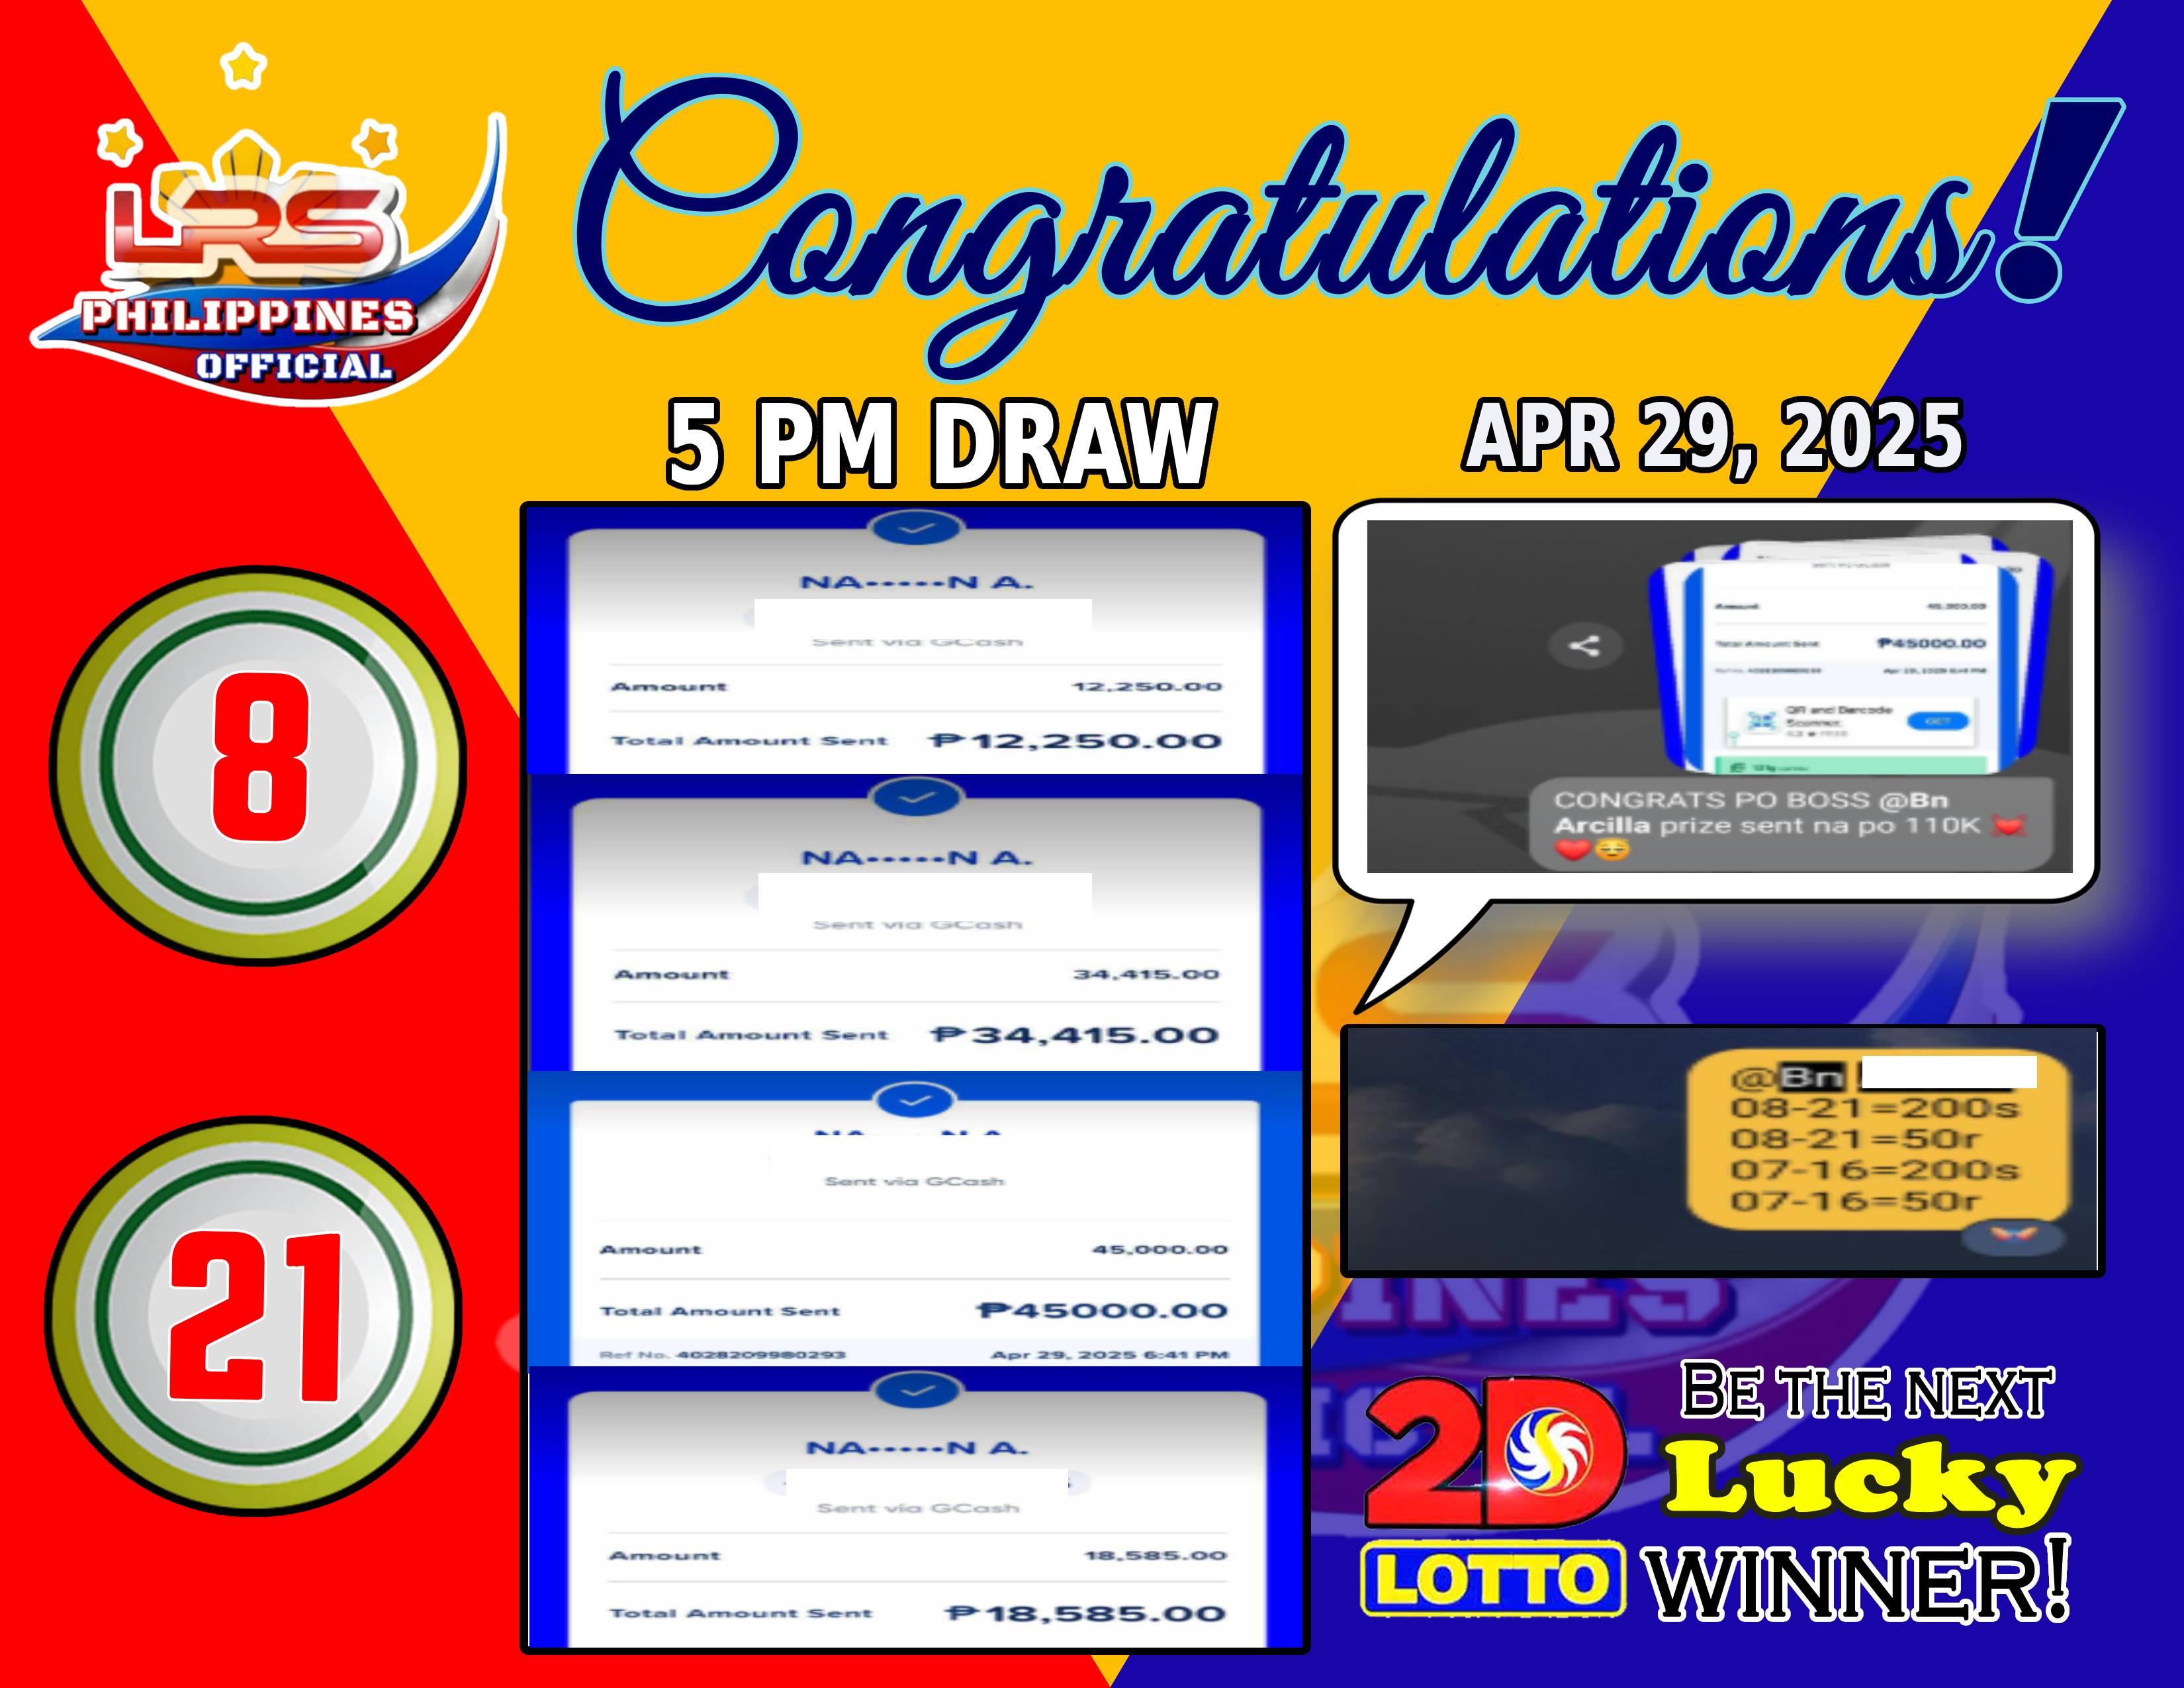 LRS
PHILIPPINES
OFFICIAL
Congratulations!
5 PM DRAW
APR 29, 2025
8
21
NA•••••N A.
Sent via GCash
Amount 12,250.00
Total Amount Sent ₱12,250.00
NA•••••N A.
Sent via GCash
Amount 34,415.00
Total Amount Sent ₱34,415.00
Sent via GCash
Amount 45,000.00
Total Amount Sent ₱45000.00
Ref No. 4028209980293 Apr 29, 2025 6:41 PM
NA•••••N A.
Sent via GCash
Amount 18,585.00
Total Amount Sent ₱18,585.00
Amount 45,000.00
Total Amount Sent ₱45000.00
QR and Barcode
Scanner
GET
CONGRATS PO BOSS @Bn
Arcilla prize sent na po 110K 💓
❤️😌
@Bn
08-21=200s
08-21=50r
07-16=200s
07-16=50r
2D
LOTTO
BE THE NEXT
Lucky
WINNER!